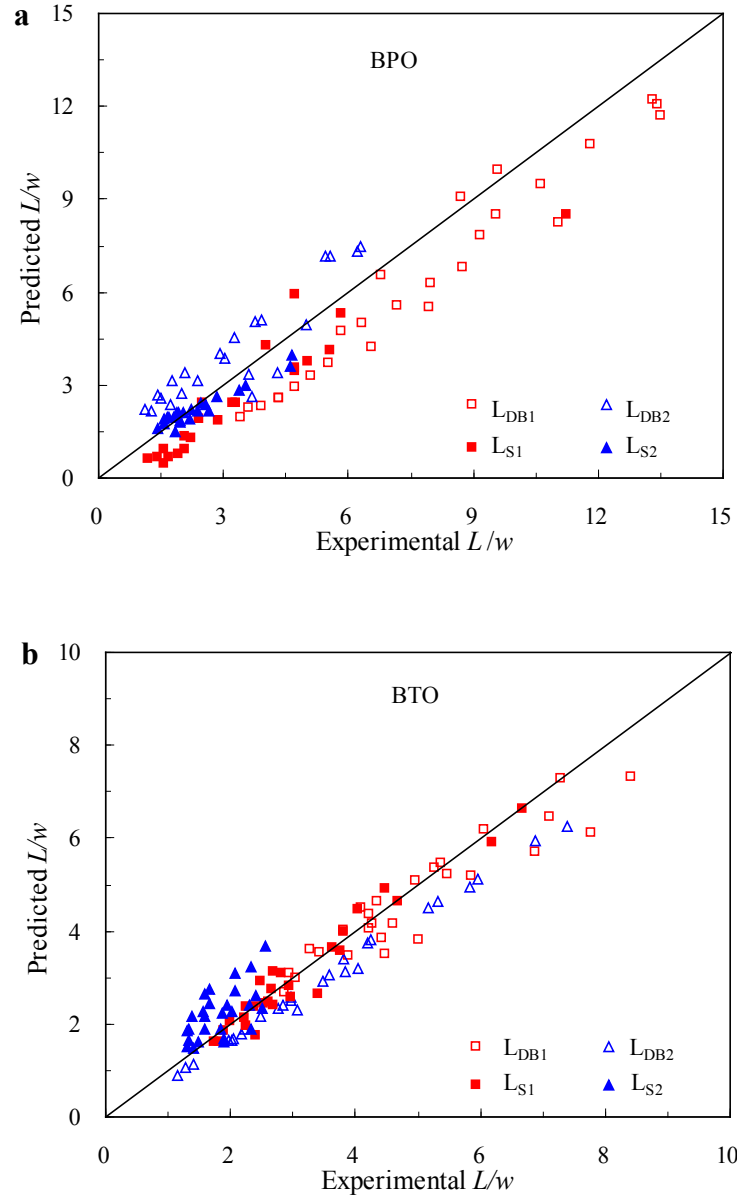 a
15
BPO
12
9
6
3
0
Predicted L/w
L_DB1 L_DB2
L_S1 L_S2
0 3 6 9 12 15
Experimental L/w
b
10
BTO
8
6
4
2
0
Predicted L/w
L_DB1 L_DB2
L_S1 L_S2
0 2 4 6 8 10
Experimental L/w